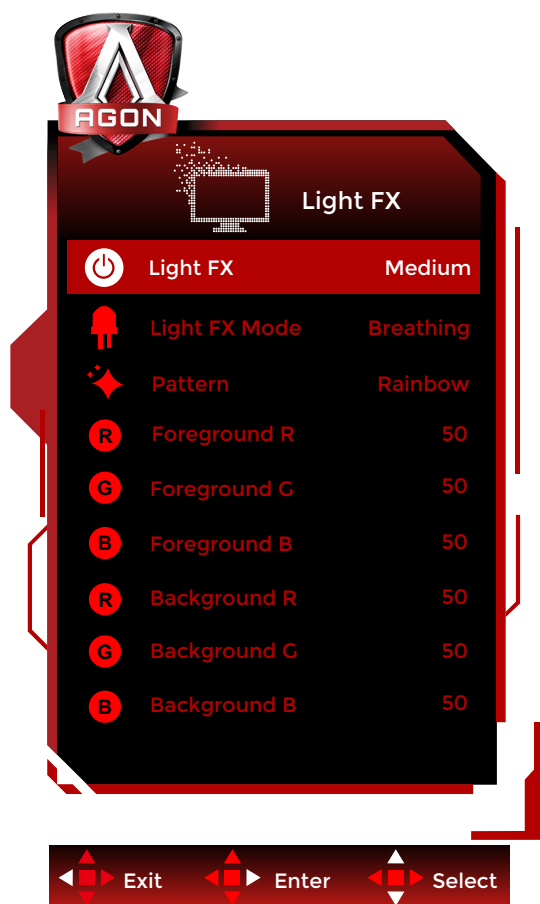 AGON
Light FX
Light FX Medium
Light FX Mode Breathing
Pattern Rainbow
R Foreground R 50
G Foreground G 50
B Foreground B 50
R Background R 50
G Background G 50
B Background B 50
Exit Enter Select